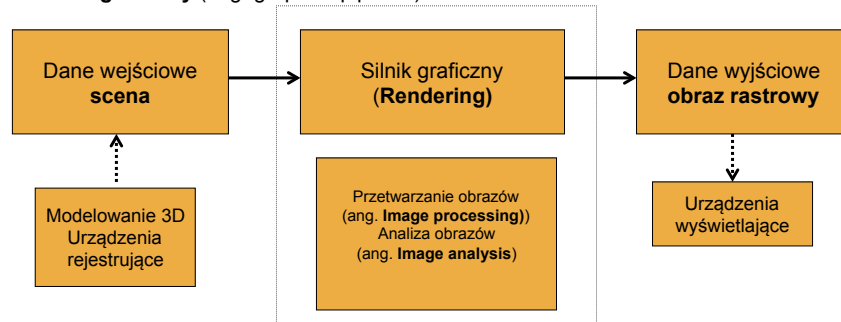 Dane wejściowe
scena
Silnik graficzny
(Rendering)
Dane wyjściowe
obraz rastrowy
Modelowanie 3D
Urządzenia
rejestrujące
Przetwarzanie obrazów
(ang. Image processing))
Analiza obrazów
(ang. Image analysis)
Urządzenia
wyświetlające